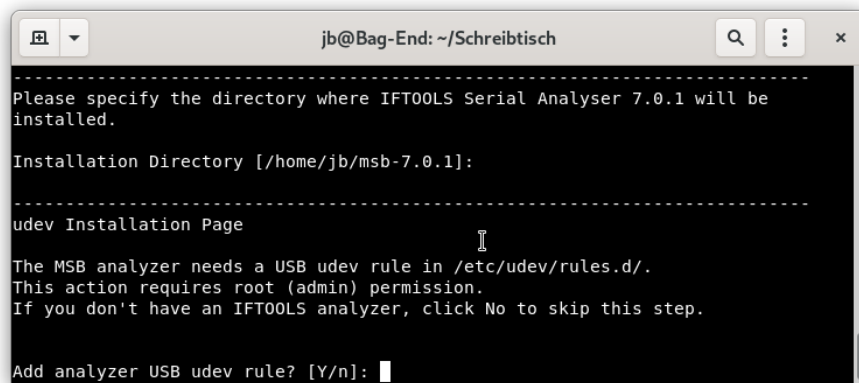 jb@Bag-End: ~/Schreibtisch
--------------------------------------------------------------------------------
Please specify the directory where IFTOOLS Serial Analyser 7.0.1 will be
installed.
Installation Directory [/home/jb/msb-7.0.1]:
--------------------------------------------------------------------------------
udev Installation Page
The MSB analyzer needs a USB udev rule in /etc/udev/rules.d/.
This action requires root (admin) permission.
If you don't have an IFTOOLS analyzer, click No to skip this step.
Add analyzer USB udev rule? [Y/n]: